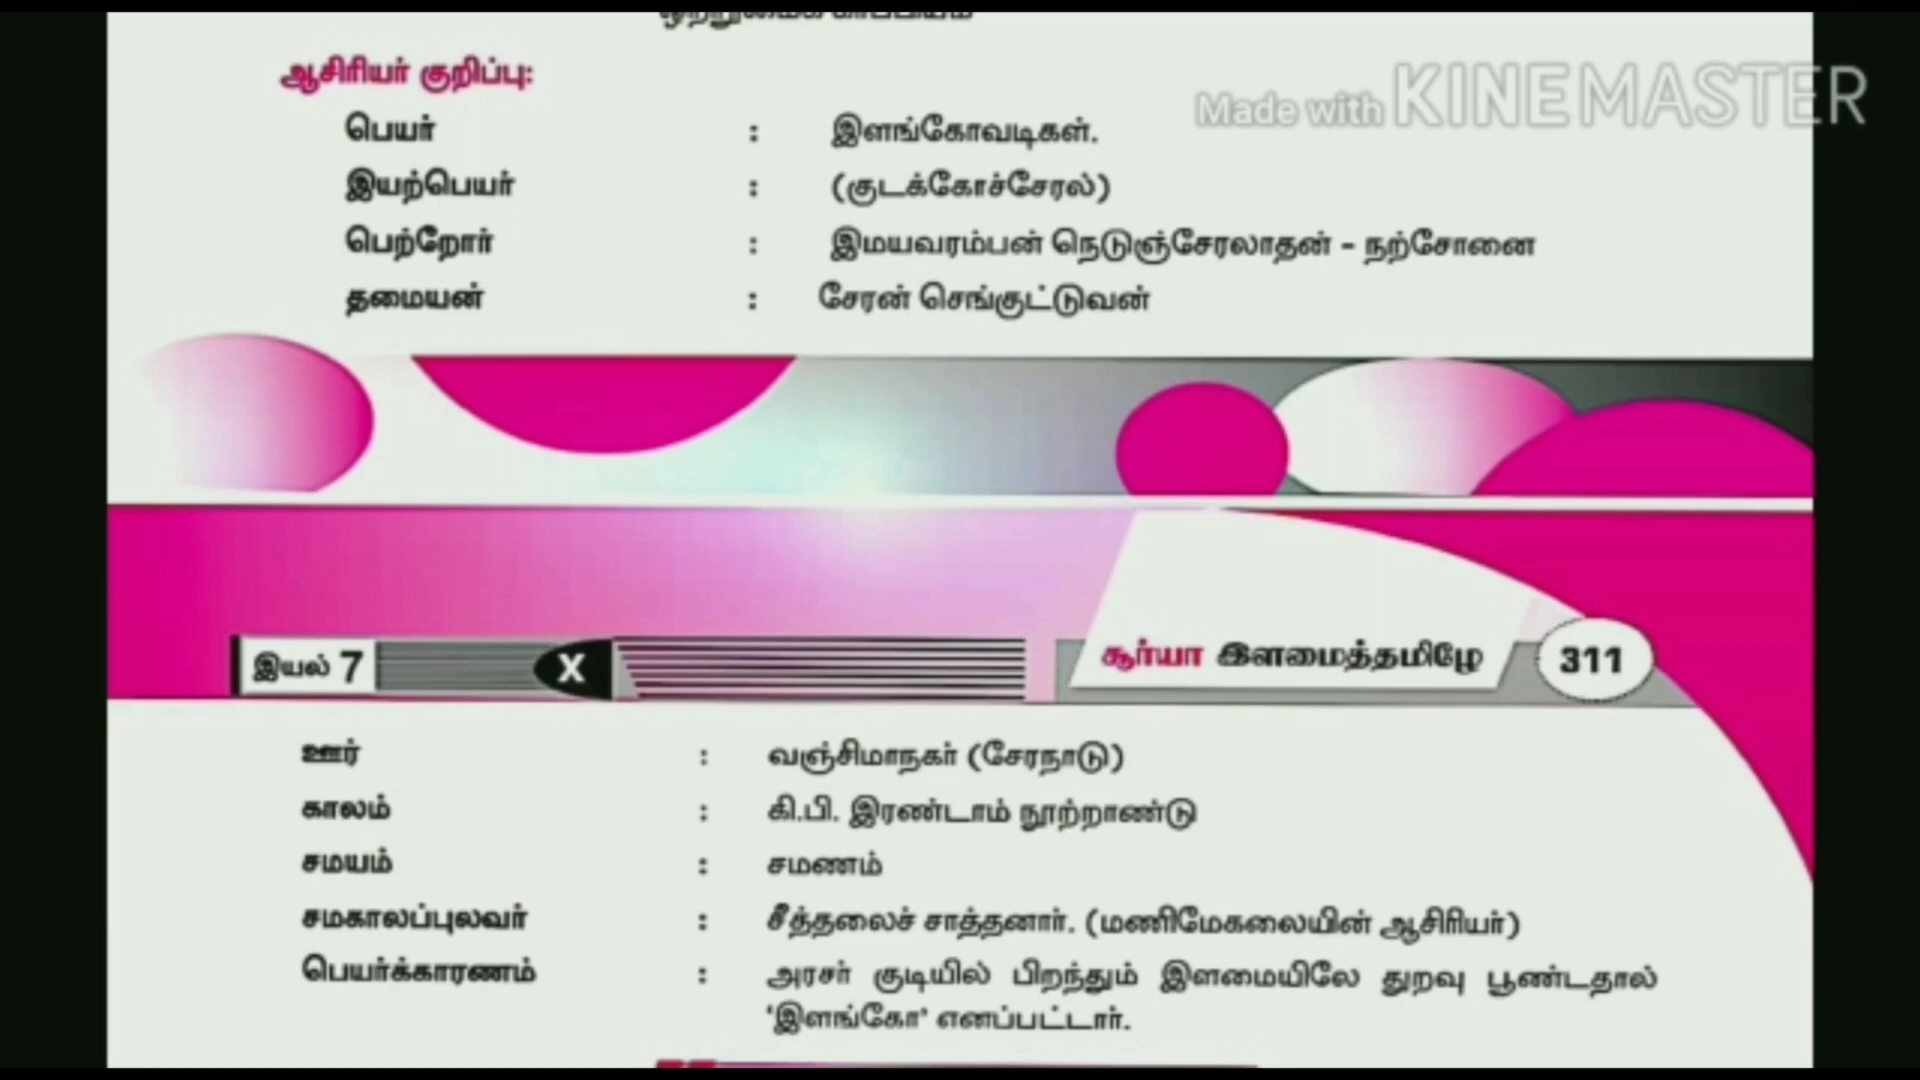 ஒற்றுமைக் காப்பியம்
ஆசிரியர் குறிப்பு:
Made with KINEMASTER
பெயர் : இளங்கோவடிகள்.
இயற்பெயர் : (குடக்கோச்சேரல்)
பெற்றோர் : இமயவரம்பன் நெடுஞ்சேரலாதன் - நற்சோனை
தமையன் : சேரன் செங்குட்டுவன்
இயல் 7 X சூர்யா இளமைத்தமிழே 311
ஊர் : வஞ்சிமாநகர் (சேரநாடு)
காலம் : கி.பி. இரண்டாம் நூற்றாண்டு
சமயம் : சமணம்
சமகாலப்புலவர் : சீத்தலைச் சாத்தனார். (மணிமேகலையின் ஆசிரியர்)
பெயர்க்காரணம் : அரசர் குடியில் பிறந்தும் இளமையிலே துறவு பூண்டதால்
‘இளங்கோ’ எனப்பட்டார்.